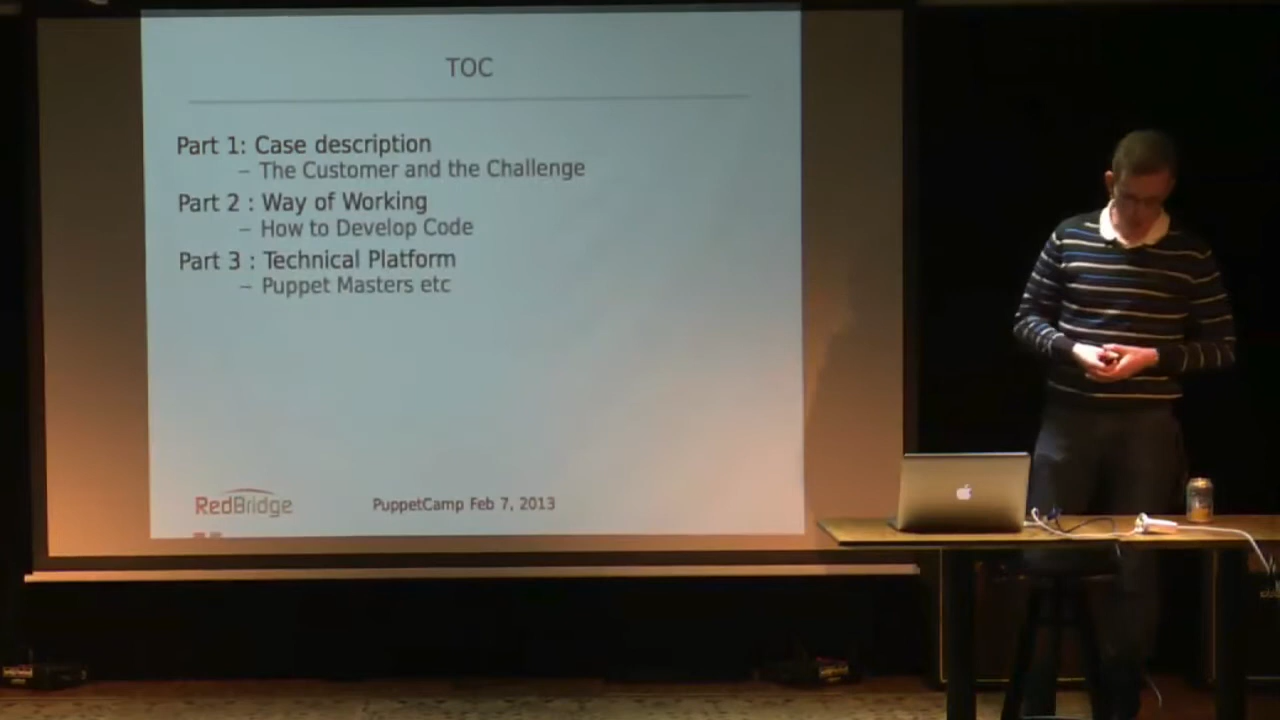 TOC
Part 1: Case description
– The Customer and the Challenge
Part 2 : Way of Working
– How to Develop Code
Part 3 : Technical Platform
– Puppet Masters etc
RedBridge
PuppetCamp Feb 7, 2013